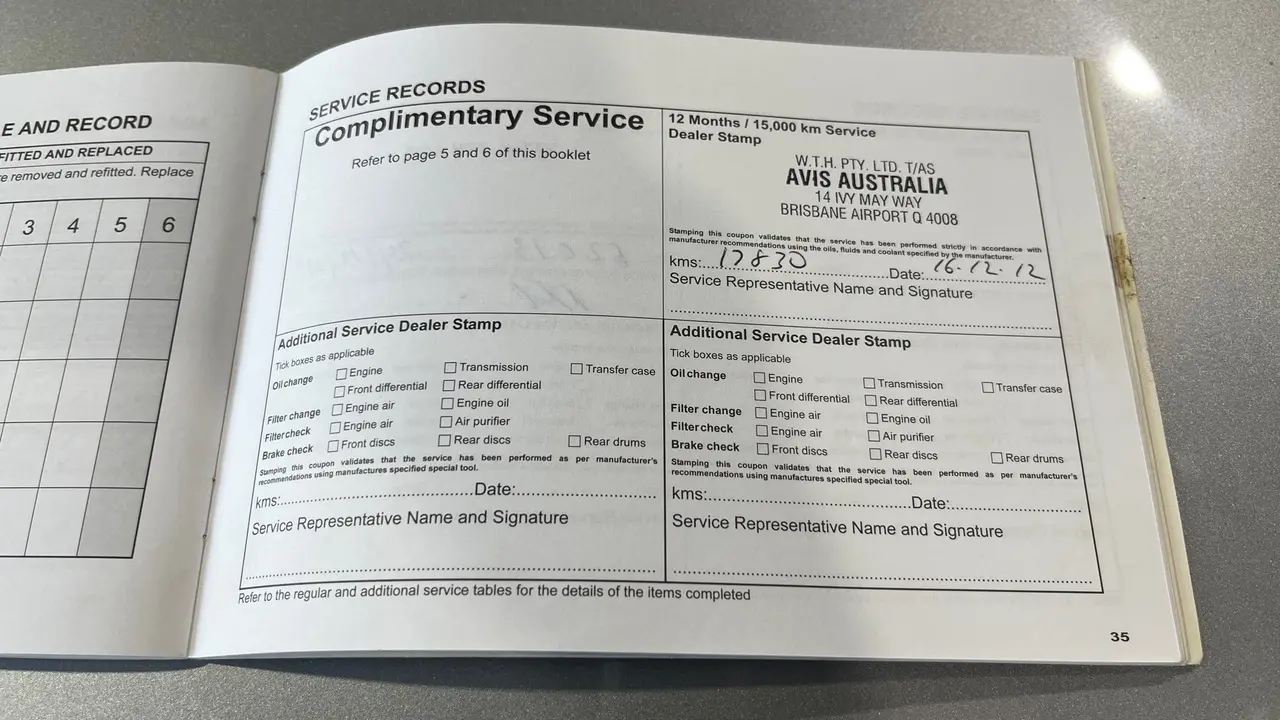 E AND RECORD
FITTED AND REPLACED
e removed and refitted. Replace
3 4 5 6
SERVICE RECORDS
Complimentary Service
Refer to page 5 and 6 of this booklet
12 Months / 15,000 km Service
Dealer Stamp
W.T.H. PTY. LTD. T/AS
AVIS AUSTRALIA
14 IVY MAY WAY
BRISBANE AIRPORT Q 4008
Stamping this coupon validates that the service has been performed strictly in accordance with
manufacturer recommendations using the oils, fluids and coolant specified by the manufacturer.
kms: 17830 Date: 16.12.12
Service Representative Name and Signature
Additional Service Dealer Stamp
Tick boxes as applicable
Oil change Engine Transmission Transfer case
Front differential Rear differential
Filter change Engine air Engine oil
Filter check Engine air Air purifier
Brake check Front discs Rear discs Rear drums
Stamping this coupon validates that the service has been performed as per manufacturer's
recommendations using manufactures specified special tool.
kms: Date:
Service Representative Name and Signature
Additional Service Dealer Stamp
Tick boxes as applicable
Oil change Engine Transmission Transfer case
Front differential Rear differential
Filter change Engine air Engine oil
Filter check Engine air Air purifier
Brake check Front discs Rear discs Rear drums
Stamping this coupon validates that the service has been performed as per manufacturer's
recommendations using manufactures specified special tool.
kms: Date:
Service Representative Name and Signature
Refer to the regular and additional service tables for the details of the items completed
35